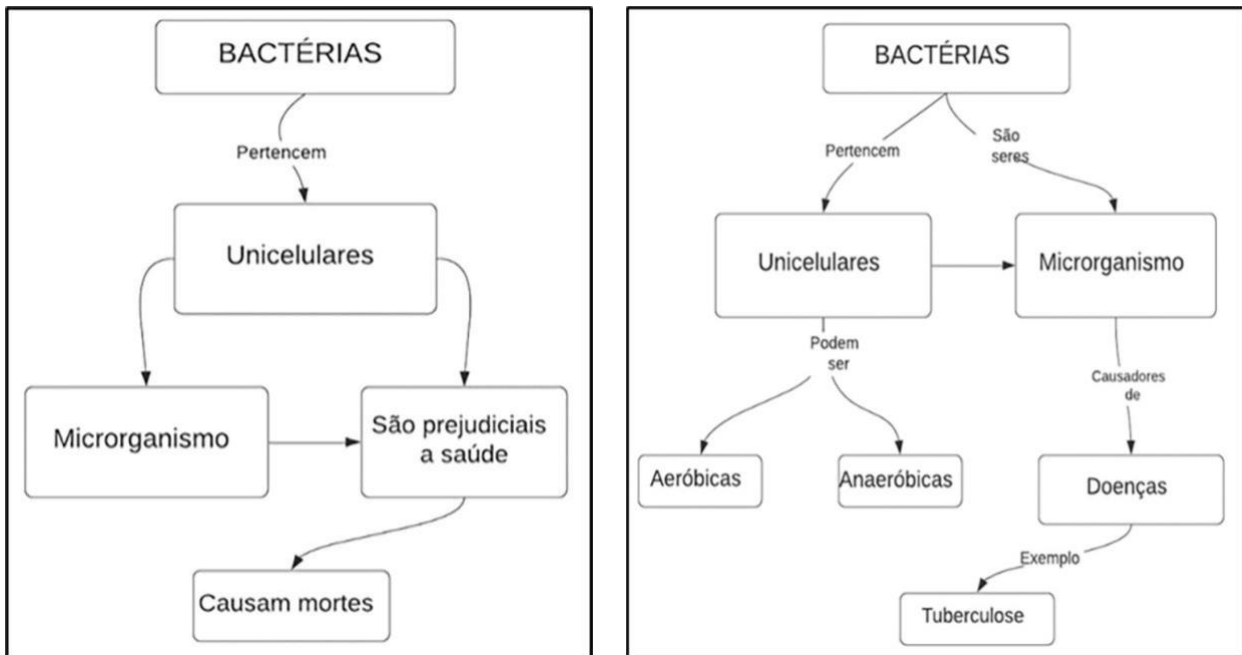 BACTÉRIAS
Pertencem
Unicelulares
Microrganismo
São prejudiciais
a saúde
Causam mortes
BACTÉRIAS
Pertencem
São
seres
Unicelulares
Microrganismo
Podem
ser
Causadores
de
Aeróbicas
Anaeróbicas
Doenças
Exemplo
Tuberculose